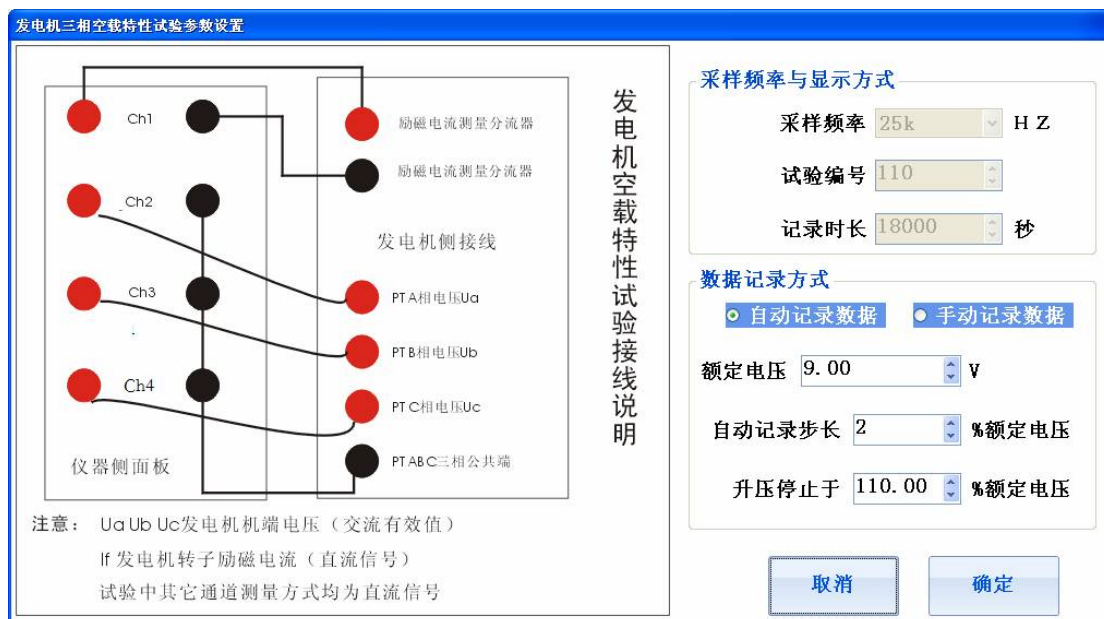 发电机三相空载特性试验参数设置
Ch1
励磁电流测量分流器
励磁电流测量分流器
Ch2
发电机侧接线
Ch3
PT A相电压Ua
PT B相电压Ub
Ch4
PT C相电压Uc
仪器侧面板
PT ABC三相公共端
发电机空载特性试验接线说明
注意： Ua Ub Uc发电机机端电压（交流有效值）
If 发电机转子励磁电流（直流信号）
试验中其它通道测量方式均为直流信号
采样频率与显示方式
采样频率 25k HZ
试验编号 110
记录时长 18000 秒
数据记录方式
自动记录数据 手动记录数据
额定电压 9.00 V
自动记录步长 2 %额定电压
升压停止于 110.00 %额定电压
取消 确定